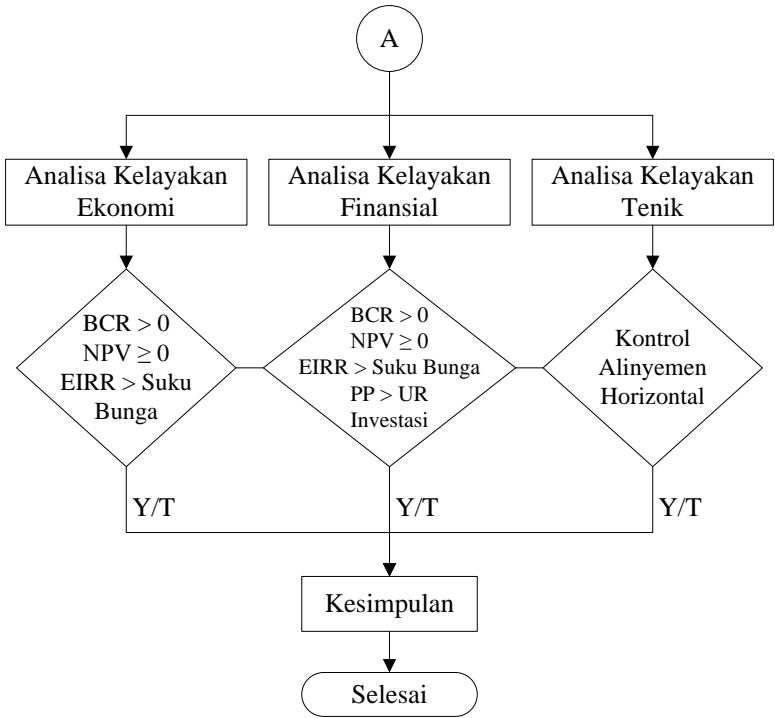 A
Analisa Kelayakan
Ekonomi
Analisa Kelayakan
Finansial
Analisa Kelayakan
Tenik
BCR > 0
NPV ≥ 0
EIRR > Suku
Bunga
BCR > 0
NPV ≥ 0
EIRR > Suku Bunga
PP > UR
Investasi
Kontrol
Alinyemen
Horizontal
Y/T
Y/T
Y/T
Kesimpulan
Selesai